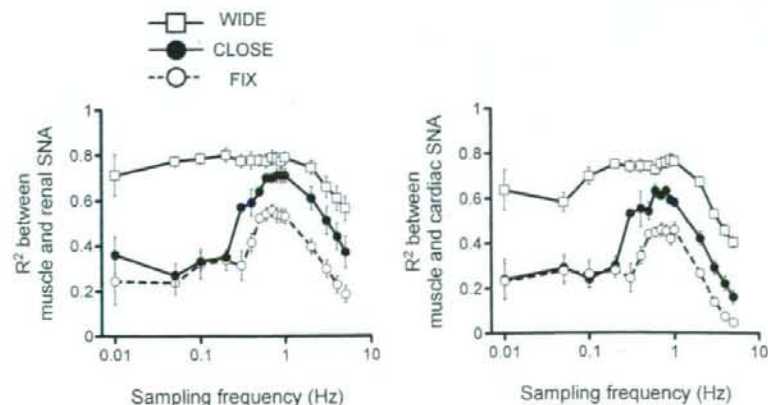 WIDE
CLOSE
FIX
R² between
muscle and renal SNA
1
0.8
0.6
0.4
0.2
0
0.01
0.1
1
10
Sampling frequency (Hz)
R² between
muscle and cardiac SNA
1
0.8
0.6
0.4
0.2
0
0.01
0.1
1
10
Sampling frequency (Hz)